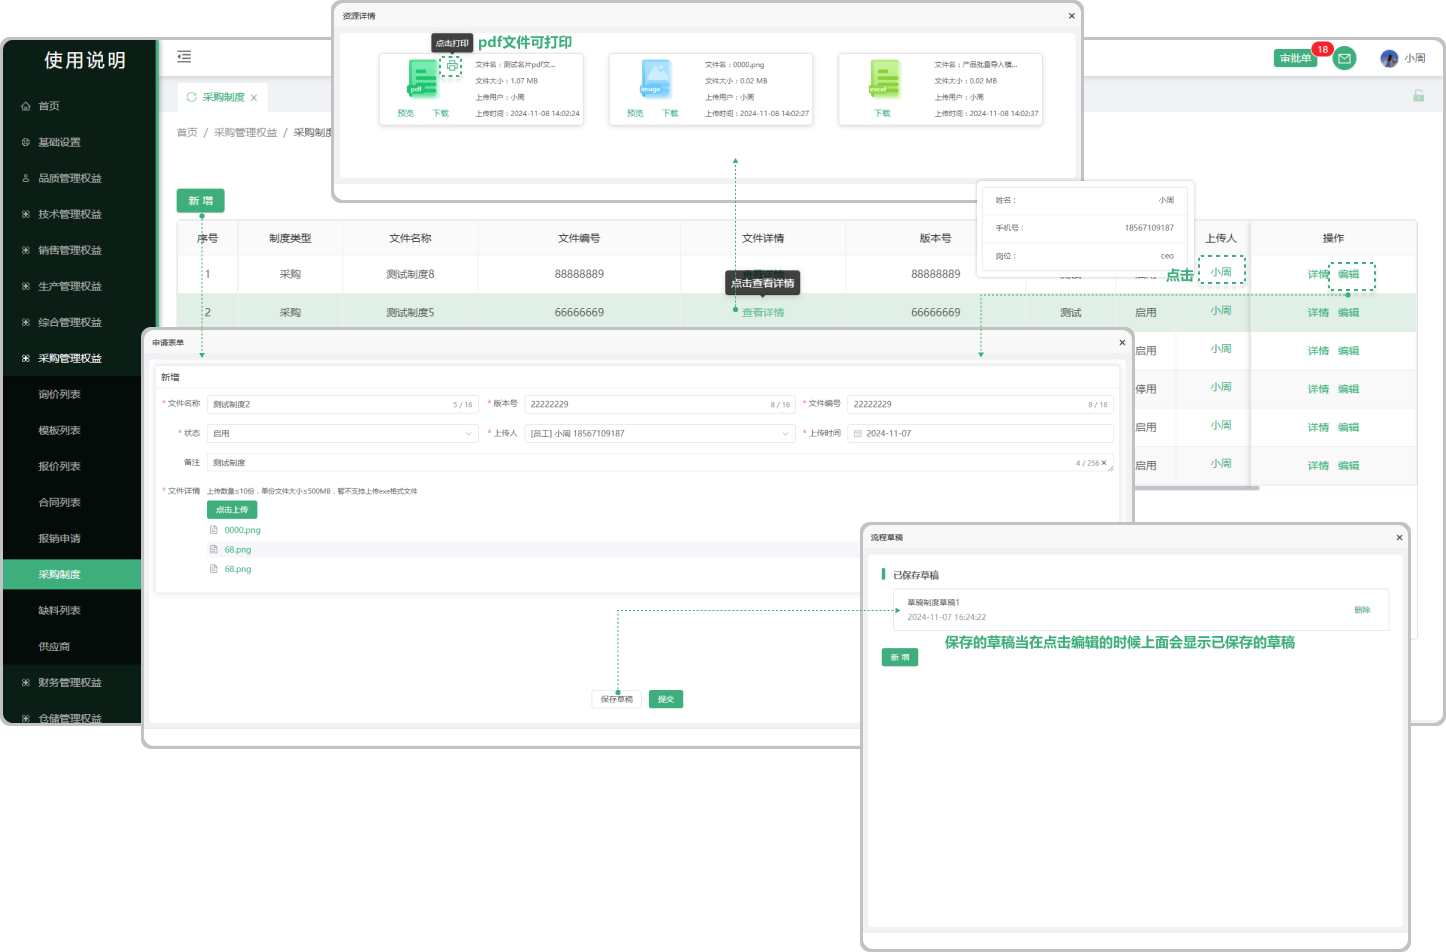 使用说明
首页
基础设置
品质管理权益
技术管理权益
销售管理权益
生产管理权益
综合管理权益
采购管理权益
询价列表
模板列表
报价列表
合同列表
报销申请
采购制度
缺料列表
供应商
财务管理权益
仓储管理权益
审批单 18 小周
采购制度
首页 / 采购管理权益 / 采购制度
新 增
资源详情
点击打印 pdf文件可打印
pdf
文件名：测试名片pdf文...
文件大小：1.07 MB
上传用户：小周
上传时间：2024-11-08 14:02:24
预览 下载
image
文件名：0000.png
文件大小：0.02 MB
上传用户：小周
上传时间：2024-11-08 14:02:27
预览 下载
excel
文件名：产品批量导入模...
文件大小：0.02 MB
上传用户：小周
上传时间：2024-11-08 14:02:37
下载
姓名： 小周
手机号： 18567109187
岗位： ceo
点击
序号 制度类型 文件名称 文件编号 文件详情 版本号 上传人 操作
1 采购 测试制度8 88888889 88888889 小周 详情 编辑
点击查看详情
2 采购 测试制度5 66666669 查看详情 66666669 测试 启用 小周 详情 编辑
启用 小周 详情 编辑
停用 小周 详情 编辑
启用 小周 详情 编辑
启用 小周 详情 编辑
申请表单
新增
* 文件名称 测试制度2 5 / 16 * 版本号 22222229 8 / 16 * 文件编号 22222229 8 / 16
* 状态 启用 * 上传人 [员工] 小周 18567109187 * 上传时间 2024-11-07
备注 测试制度 4 / 256
* 文件详情 上传数量≤10份，单份文件大小≤500MB，暂不支持上传exe格式文件
点击上传
0000.png
68.png
68.png
保存草稿 提交
流程草稿
已保存草稿
草稿制度草稿1
2024-11-07 16:24:22
删除
保存的草稿当在点击编辑的时候上面会显示已保存的草稿
新 增